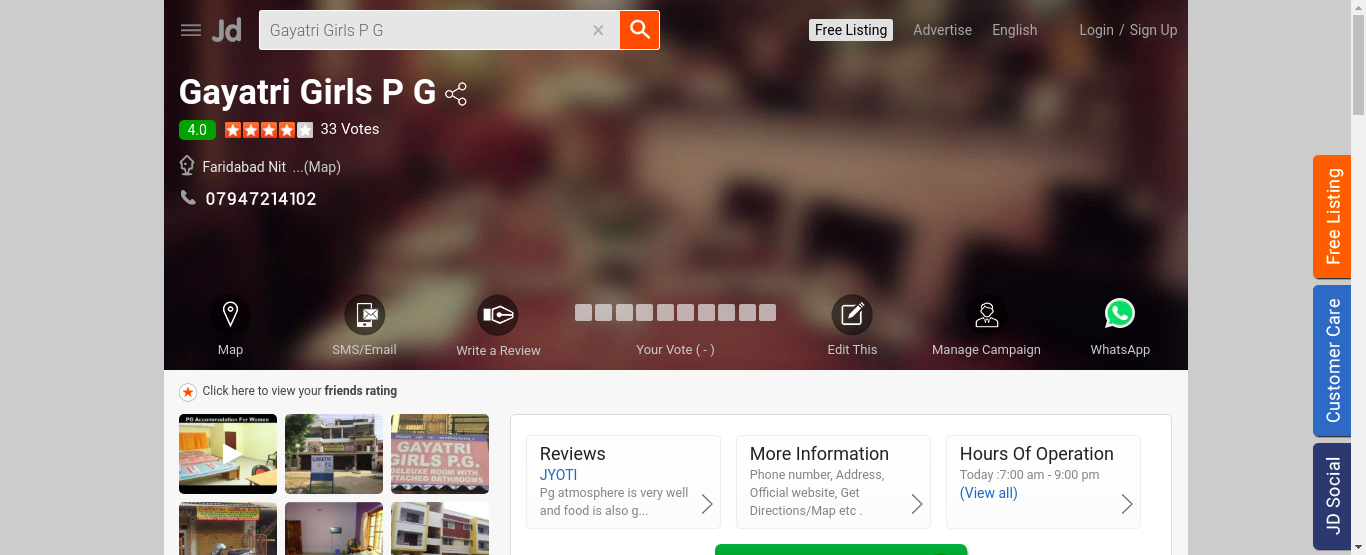 Jd
Gayatri Girls P G
Free Listing
Advertise
English
Login / Sign Up
Gayatri Girls P G
4.0
33 Votes
Faridabad Nit ...(Map)
07947214102
Map
SMS/Email
Write a Review
Your Vote ( - )
Edit This
Manage Campaign
WhatsApp
Free Listing
Customer Care
JD Social
Click here to view your friends rating
PG Accommodation For Women
GAYATRI
GIRLS P.G.
DELEUXE ROOM WITH
ATTACHED BATHROOMS
Reviews
JYOTI
Pg atmosphere is very well
and food is also g...
More Information
Phone number, Address,
Official website, Get
Directions/Map etc .
Hours Of Operation
Today :7:00 am - 9:00 pm
(View all)